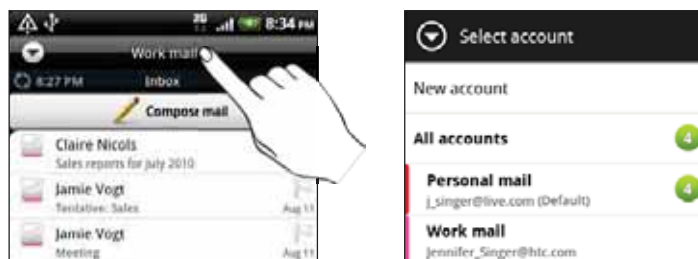 3G 8:34 PM
Work mail
8:27 PM Inbox
Compose mail
Claire Nicols
Sales reports for July 2010
Jamie Vogt
Tentative: Sales Aug 11
Jamie Vogt
Meeting Aug 11
Select account
New account
All accounts 4
Personal mail 4
j_singer@live.com (Default)
Work mail
Jennifer_Singer@htc.com